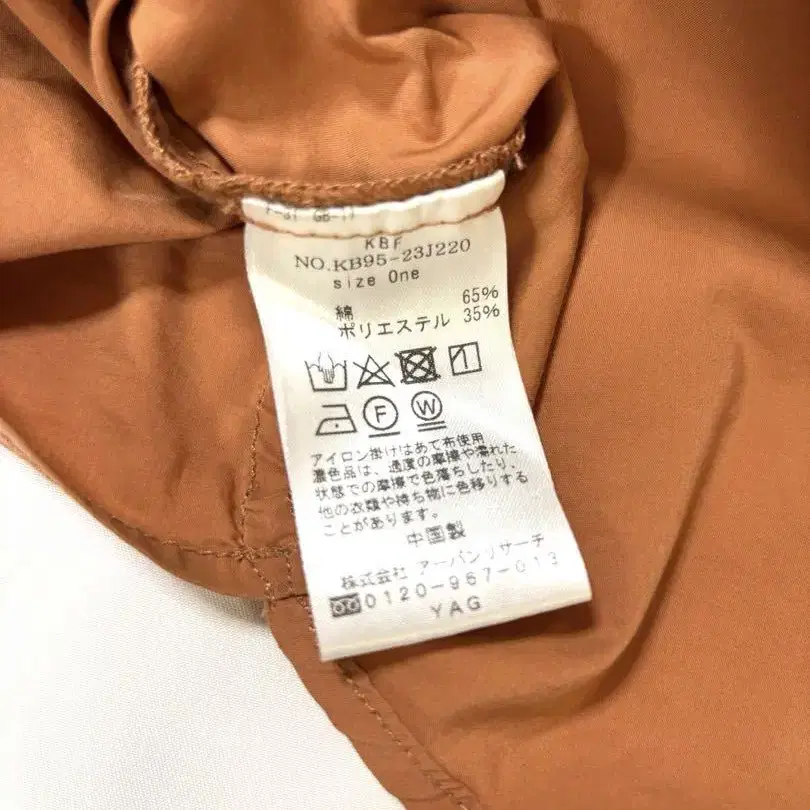 KBF
NO.KB95-23J220
size One
綿 65%
ポリエステル 35%
F
W
アイロン掛けはあて布使用
濃色品は、過度の摩擦や濡れた
状態での摩擦で色落ちしたり、
他の衣類や持ち物に色移りする
ことがあります。
中国製
株式会社 アーバンリサーチ
0120-967-013
YAG